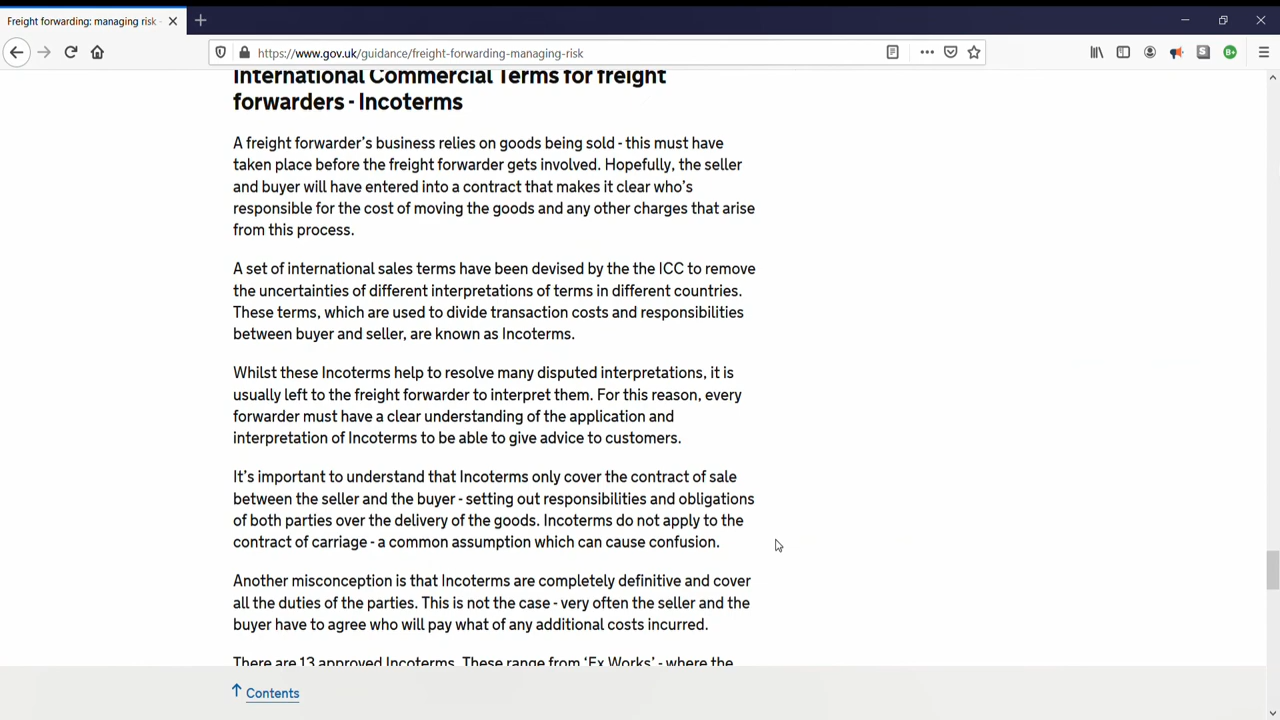 Freight forwarding: managing risk -
https://www.gov.uk/guidance/freight-forwarding-managing-risk
International Commercial Terms for freight
forwarders - Incoterms
A freight forwarder’s business relies on goods being sold - this must have
taken place before the freight forwarder gets involved. Hopefully, the seller
and buyer will have entered into a contract that makes it clear who’s
responsible for the cost of moving the goods and any other charges that arise
from this process.
A set of international sales terms have been devised by the the ICC to remove
the uncertainties of different interpretations of terms in different countries.
These terms, which are used to divide transaction costs and responsibilities
between buyer and seller, are known as Incoterms.
Whilst these Incoterms help to resolve many disputed interpretations, it is
usually left to the freight forwarder to interpret them. For this reason, every
forwarder must have a clear understanding of the application and
interpretation of Incoterms to be able to give advice to customers.
It’s important to understand that Incoterms only cover the contract of sale
between the seller and the buyer - setting out responsibilities and obligations
of both parties over the delivery of the goods. Incoterms do not apply to the
contract of carriage - a common assumption which can cause confusion.
Another misconception is that Incoterms are completely definitive and cover
all the duties of the parties. This is not the case - very often the seller and the
buyer have to agree who will pay what of any additional costs incurred.
There are 13 approved Incoterms. These range from ‘Ex Works’ - where the
Contents